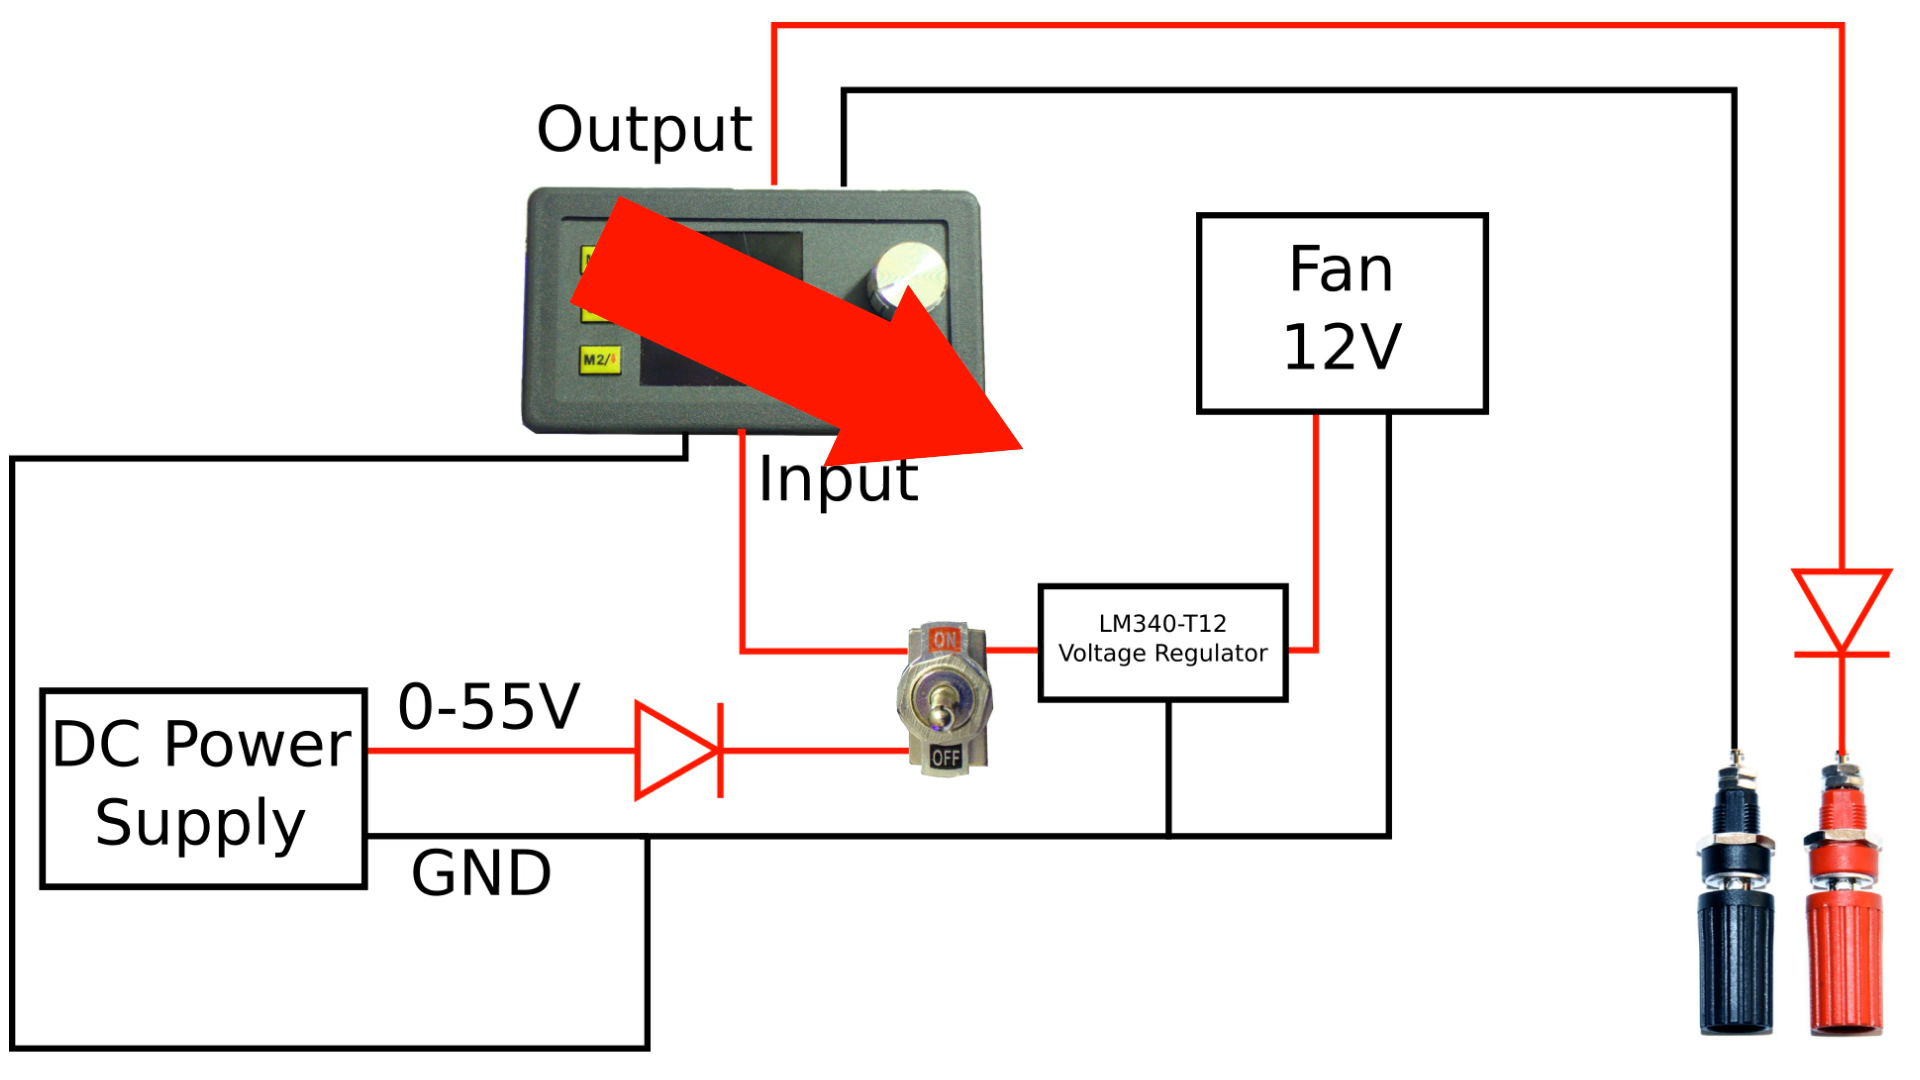 Output
Fan
12V
M2/
Input
ON
LM340-T12
Voltage Regulator
0-55V
DC Power
Supply
OFF
GND